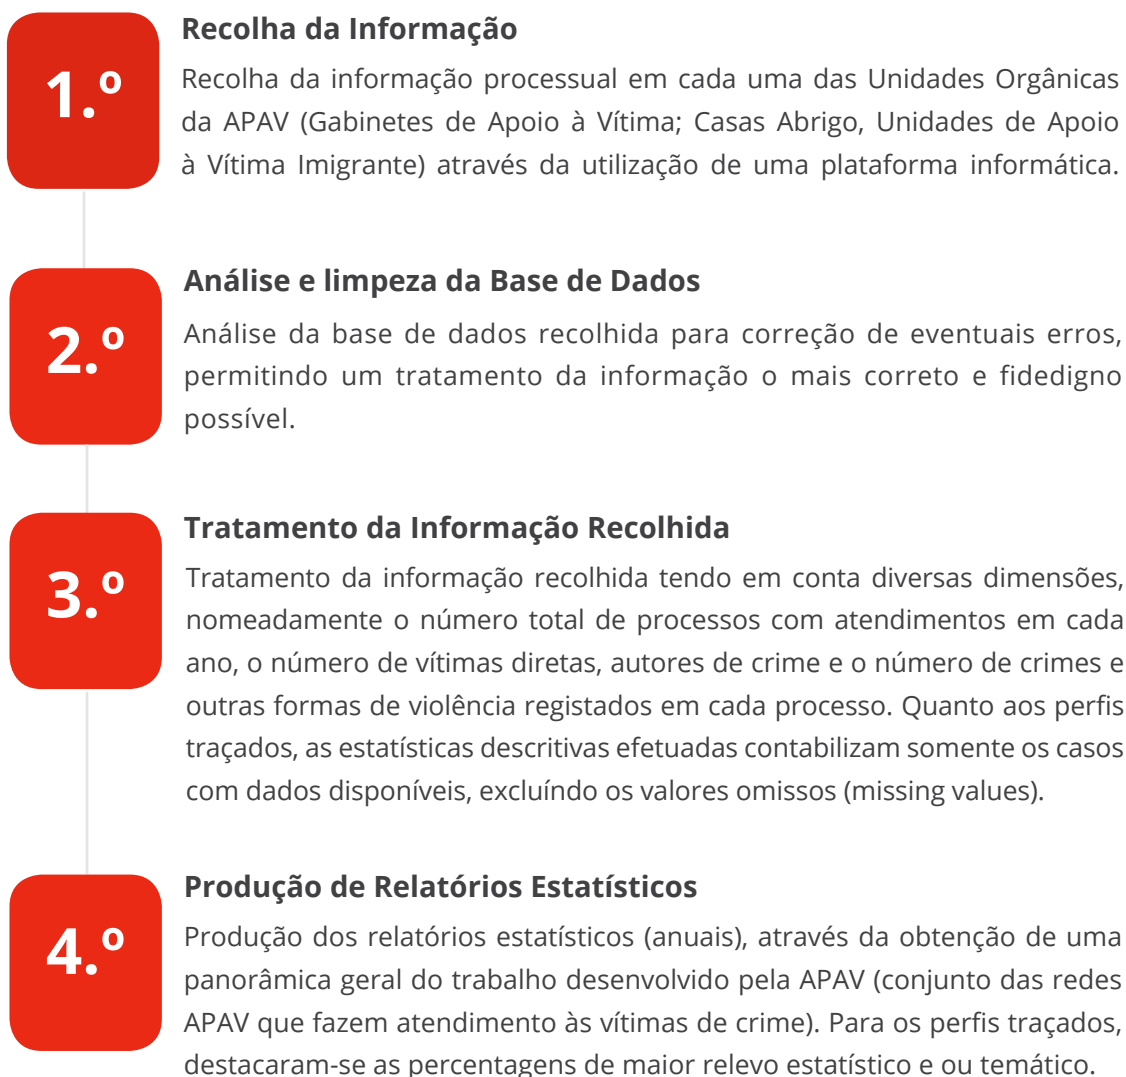 1.º
Recolha da Informação
Recolha da informação processual em cada uma das Unidades Orgânicas
da APAV (Gabinetes de Apoio à Vítima; Casas Abrigo, Unidades de Apoio
à Vítima Imigrante) através da utilização de uma plataforma informática.
2.º
Análise e limpeza da Base de Dados
Análise da base de dados recolhida para correção de eventuais erros,
permitindo um tratamento da informação o mais correto e fidedigno
possível.
3.º
Tratamento da Informação Recolhida
Tratamento da informação recolhida tendo em conta diversas dimensões,
nomeadamente o número total de processos com atendimentos em cada
ano, o número de vítimas diretas, autores de crime e o número de crimes e
outras formas de violência registados em cada processo. Quanto aos perfis
traçados, as estatísticas descritivas efetuadas contabilizam somente os casos
com dados disponíveis, excluíndo os valores omissos (missing values).
4.º
Produção de Relatórios Estatísticos
Produção dos relatórios estatísticos (anuais), através da obtenção de uma
panorâmica geral do trabalho desenvolvido pela APAV (conjunto das redes
APAV que fazem atendimento às vítimas de crime). Para os perfis traçados,
destacaram-se as percentagens de maior relevo estatístico e ou temático.